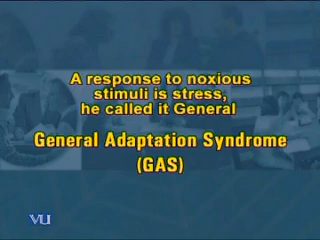 A response to noxious
stimuli is stress,
he called it General
General Adaptation Syndrome
(GAS)
VU